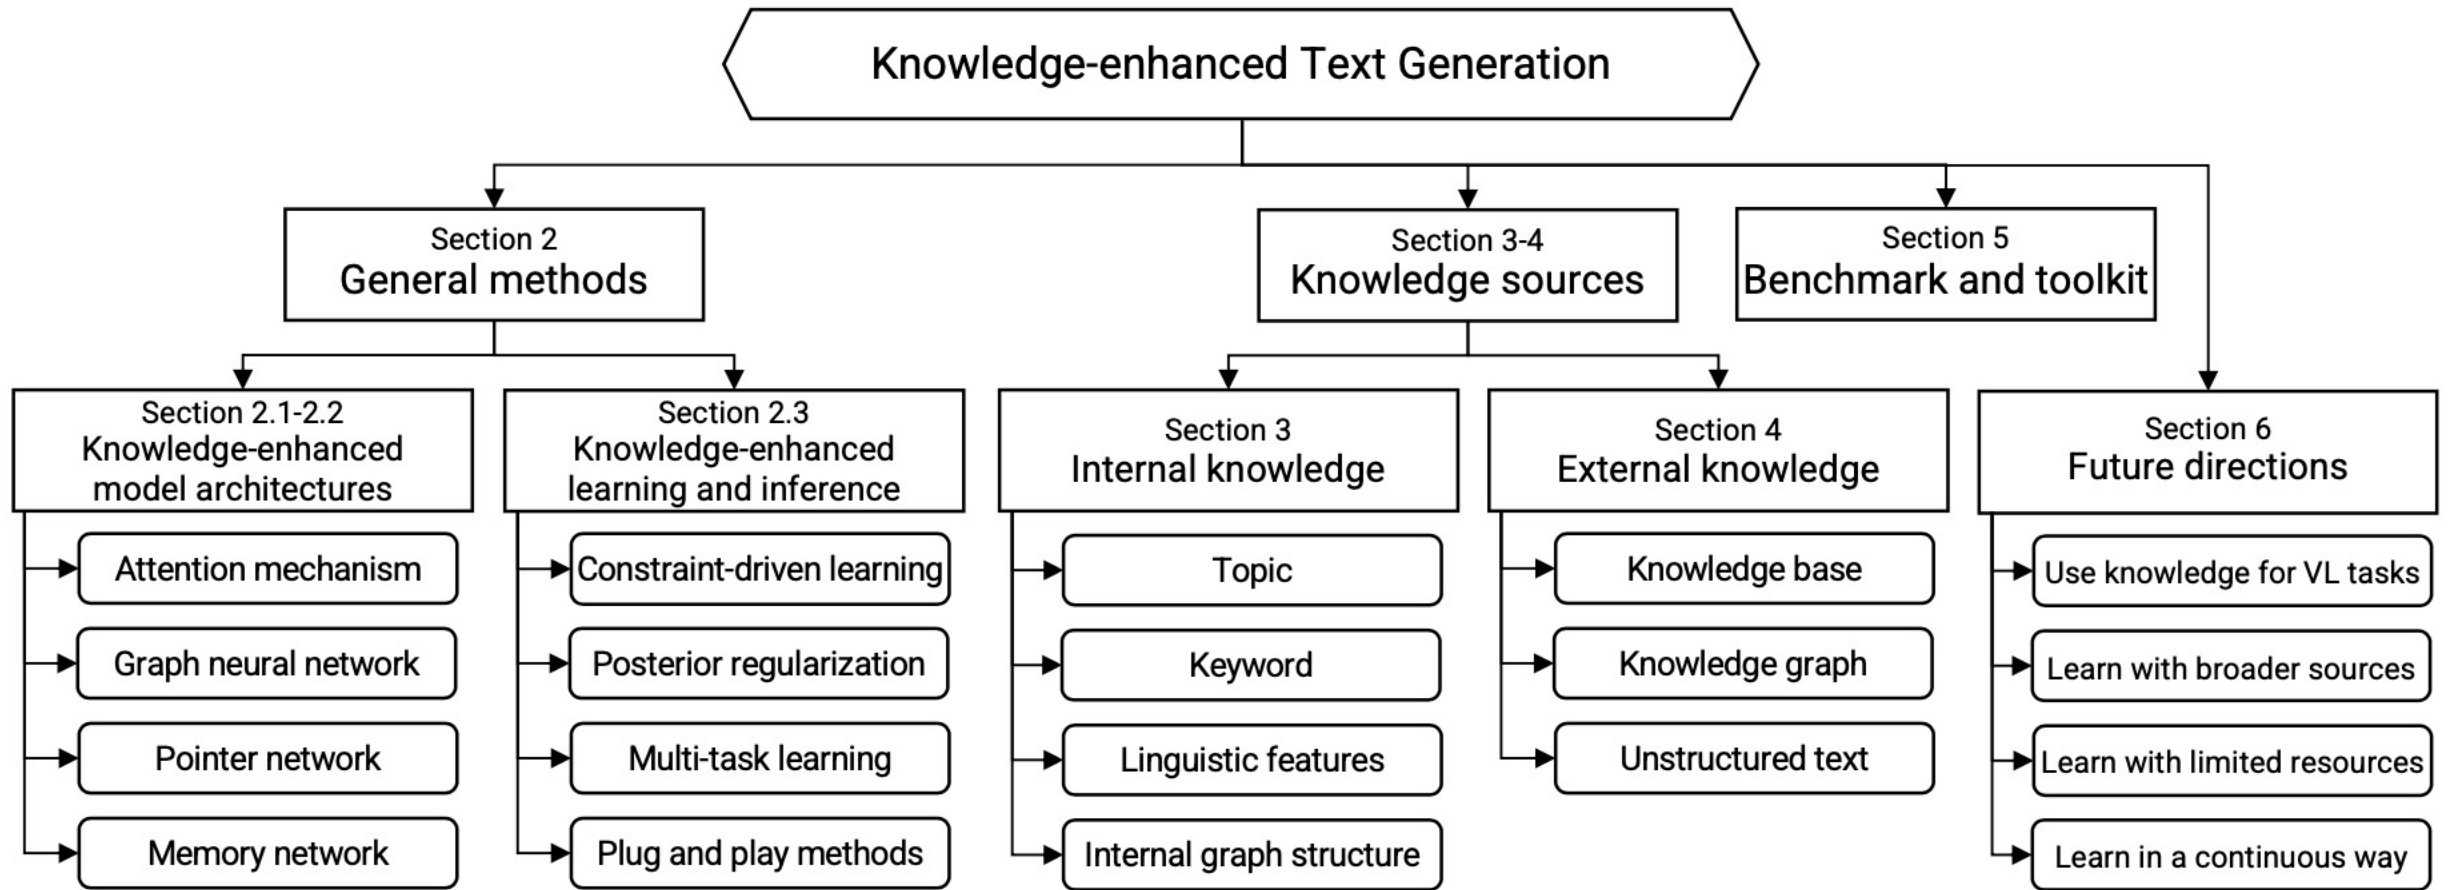 Knowledge-enhanced Text Generation
Section 2
General methods
Section 3-4
Knowledge sources
Section 5
Benchmark and toolkit
Section 2.1-2.2
Knowledge-enhanced
model architectures
Attention mechanism
Graph neural network
Pointer network
Memory network
Section 2.3
Knowledge-enhanced
learning and inference
Constraint-driven learning
Posterior regularization
Multi-task learning
Plug and play methods
Section 3
Internal knowledge
Topic
Keyword
Linguistic features
Internal graph structure
Section 4
External knowledge
Knowledge base
Knowledge graph
Unstructured text
Section 6
Future directions
Use knowledge for VL tasks
Learn with broader sources
Learn with limited resources
Learn in a continuous way